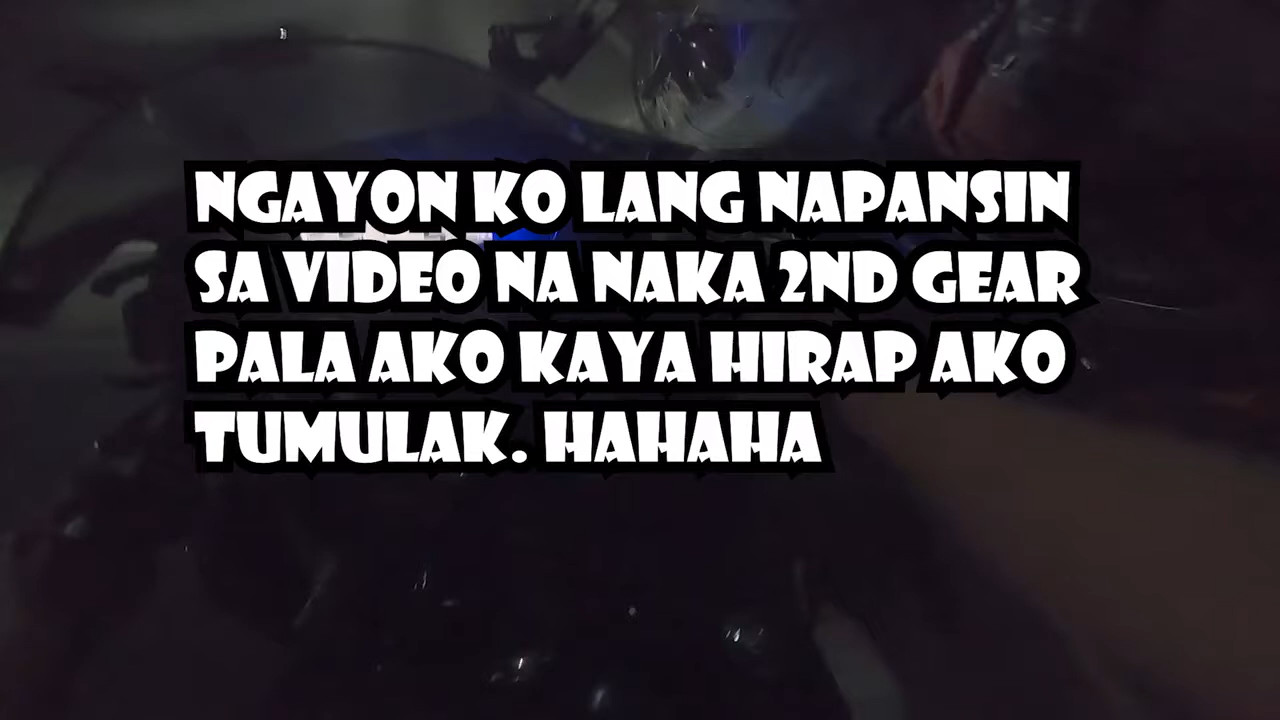 NGAYON KO LANG NAPANSIN
SA VIDEO NA NAKA 2ND GEAR
PALA AKO KAYA HIRAP AKO
TUMULAK. HAHAHA